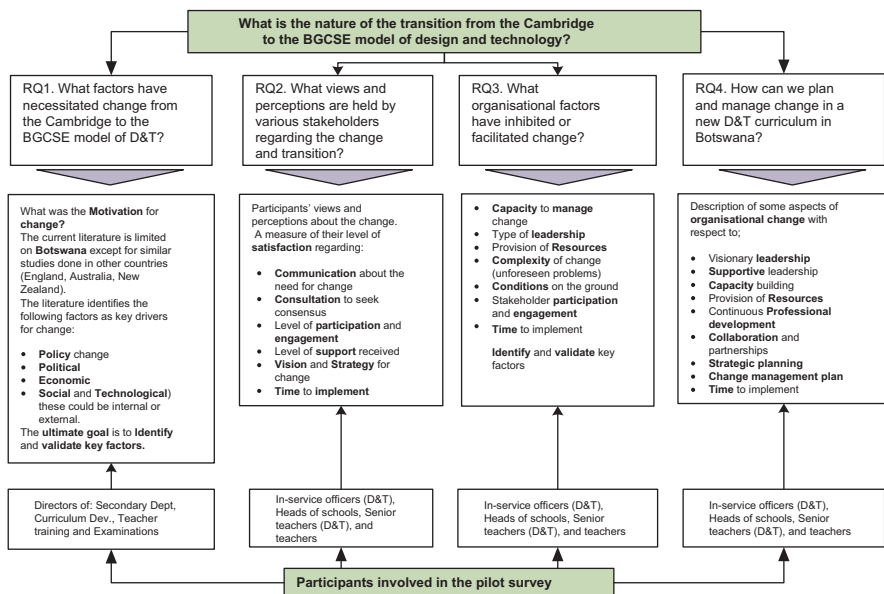 What is the nature of the transition from the Cambridge
to the BGCSE model of design and technology?
RQ1. What factors have
necessitated change from
the Cambridge to the
BGCSE model of D&T?
RQ2. What views and
perceptions are held by
various stakeholders
regarding the change
and transition?
RQ3. What
organisational factors
have inhibited or
facilitated change?
RQ4. How can we plan
and manage change in a
new D&T curriculum in
Botswana?
What was the Motivation for
change?
The current literature is limited
on Botswana except for similar
studies done in other countries
(England, Australia, New
Zealand).
The literature identifies the
following factors as key drivers
for change:
• Policy change
• Political
• Economic
• Social and Technological)
these could be internal or
external.
The ultimate goal is to Identify
and validate key factors.
Participants' views and
perceptions about the change.
A measure of their level of
satisfaction regarding:
• Communication about the
need for change
• Consultation to seek
consensus
• Level of participation and
engagement
• Level of support received
• Vision and Strategy for
change
• Time to implement
• Capacity to manage
change
• Type of leadership
• Provision of Resources
• Complexity of change
(unforeseen problems)
• Conditions on the ground
• Stakeholder participation
and engagement
• Time to implement
Identify and validate key
factors
Description of some aspects of
organisational change with
respect to;
• Visionary leadership
• Supportive leadership
• Capacity building
• Provision of Resources
• Continuous Professional
development
• Collaboration and
partnerships
• Strategic planning
• Change management plan
• Time to implement
Directors of: Secondary Dept,
Curriculum Dev., Teacher
training and Examinations
In-service officers (D&T),
Heads of schools, Senior
teachers (D&T), and
teachers
In-service officers (D&T),
Heads of schools, Senior
teachers (D&T), and teachers
In-service officers (D&T),
Heads of schools, Senior
teachers (D&T), and teachers
Participants involved in the pilot survey